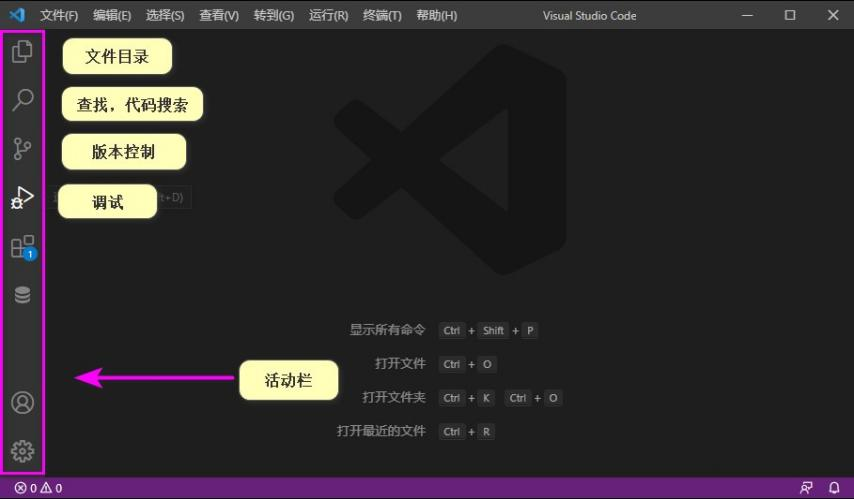 文件(F) 编辑(E) 选择(S) 查看(V) 转到(G) 运行(R) 终端(T) 帮助(H) Visual Studio Code
文件目录
查找，代码搜索
版本控制
调试
1
显示所有命令 Ctrl + Shift + P
打开文件 Ctrl + O
活动栏
打开文件夹 Ctrl + K Ctrl + O
打开最近的文件 Ctrl + R
0 0